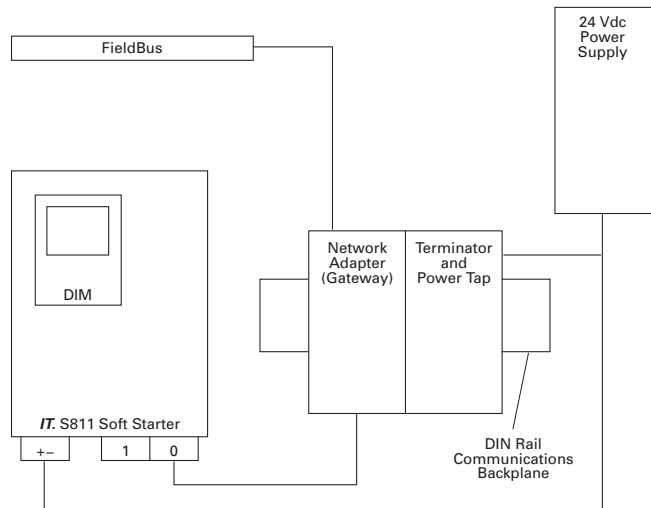 24 Vdc
Power
Supply
FieldBus
Network
Adapter
(Gateway)
Terminator
and
Power Tap
DIM
IT. S811 Soft Starter
+−
1
0
DIN Rail
Communications
Backplane